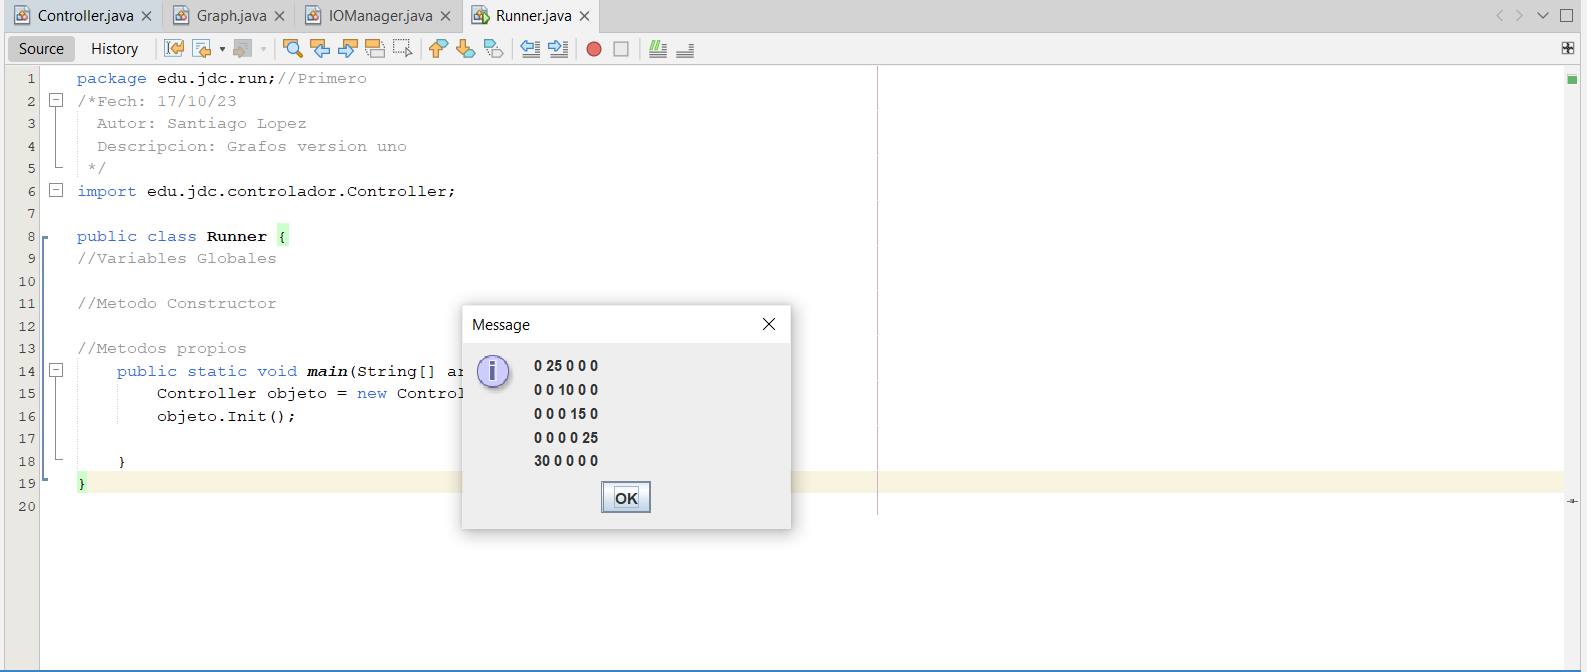 Controller.java Graph.java IOManager.java Runner.java
Source History
1 package edu.jdc.run;//Primero
2 /*Fech: 17/10/23
3 Autor: Santiago Lopez
4 Descripcion: Grafos version uno
5 */
6 import edu.jdc.controlador.Controller;
7
8 public class Runner {
9 //Variables Globales
10
11 //Metodo Constructor
12
13 //Metodos propios
14 public static void main(String[] ar
15 Controller objeto = new Control
16 objeto.Init();
17
18 }
19 }
20
Message
0 25 0 0 0
0 0 10 0 0
0 0 0 15 0
0 0 0 0 25
30 0 0 0 0
OK